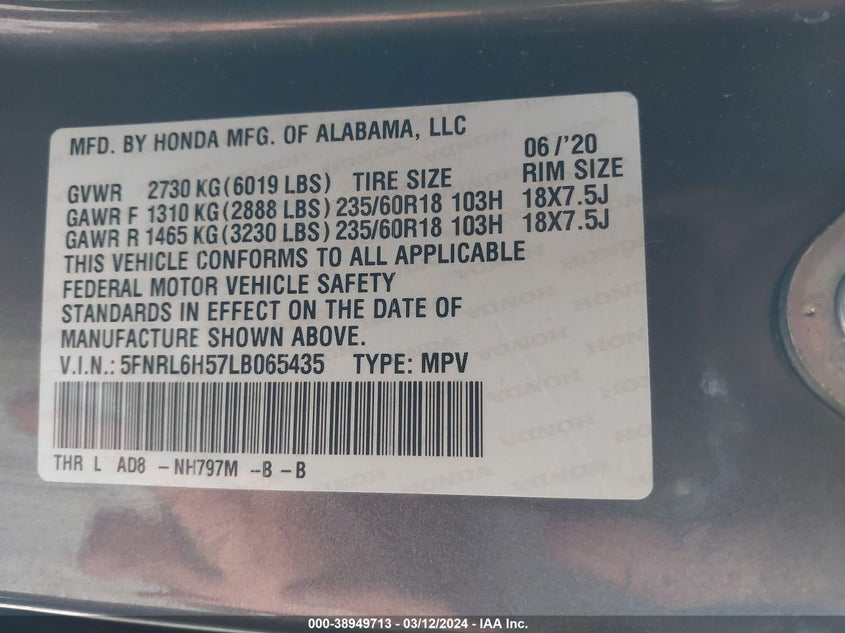 MFD. BY HONDA MFG. OF ALABAMA, LLC 06/'20
GVWR 2730 KG(6019 LBS) TIRE SIZE RIM SIZE
GAWR F 1310 KG(2888 LBS) 235/60R18 103H 18X7.5J
GAWR R 1465 KG(3230 LBS) 235/60R18 103H 18X7.5J
THIS VEHICLE CONFORMS TO ALL APPLICABLE
FEDERAL MOTOR VEHICLE SAFETY
STANDARDS IN EFFECT ON THE DATE OF
MANUFACTURE SHOWN ABOVE.
V.I.N.: 5FNRL6H57LB065435 TYPE: MPV
THR L AD8 -NH797M --B -B
000-38949713 - 03/12/2024 - IAA Inc.